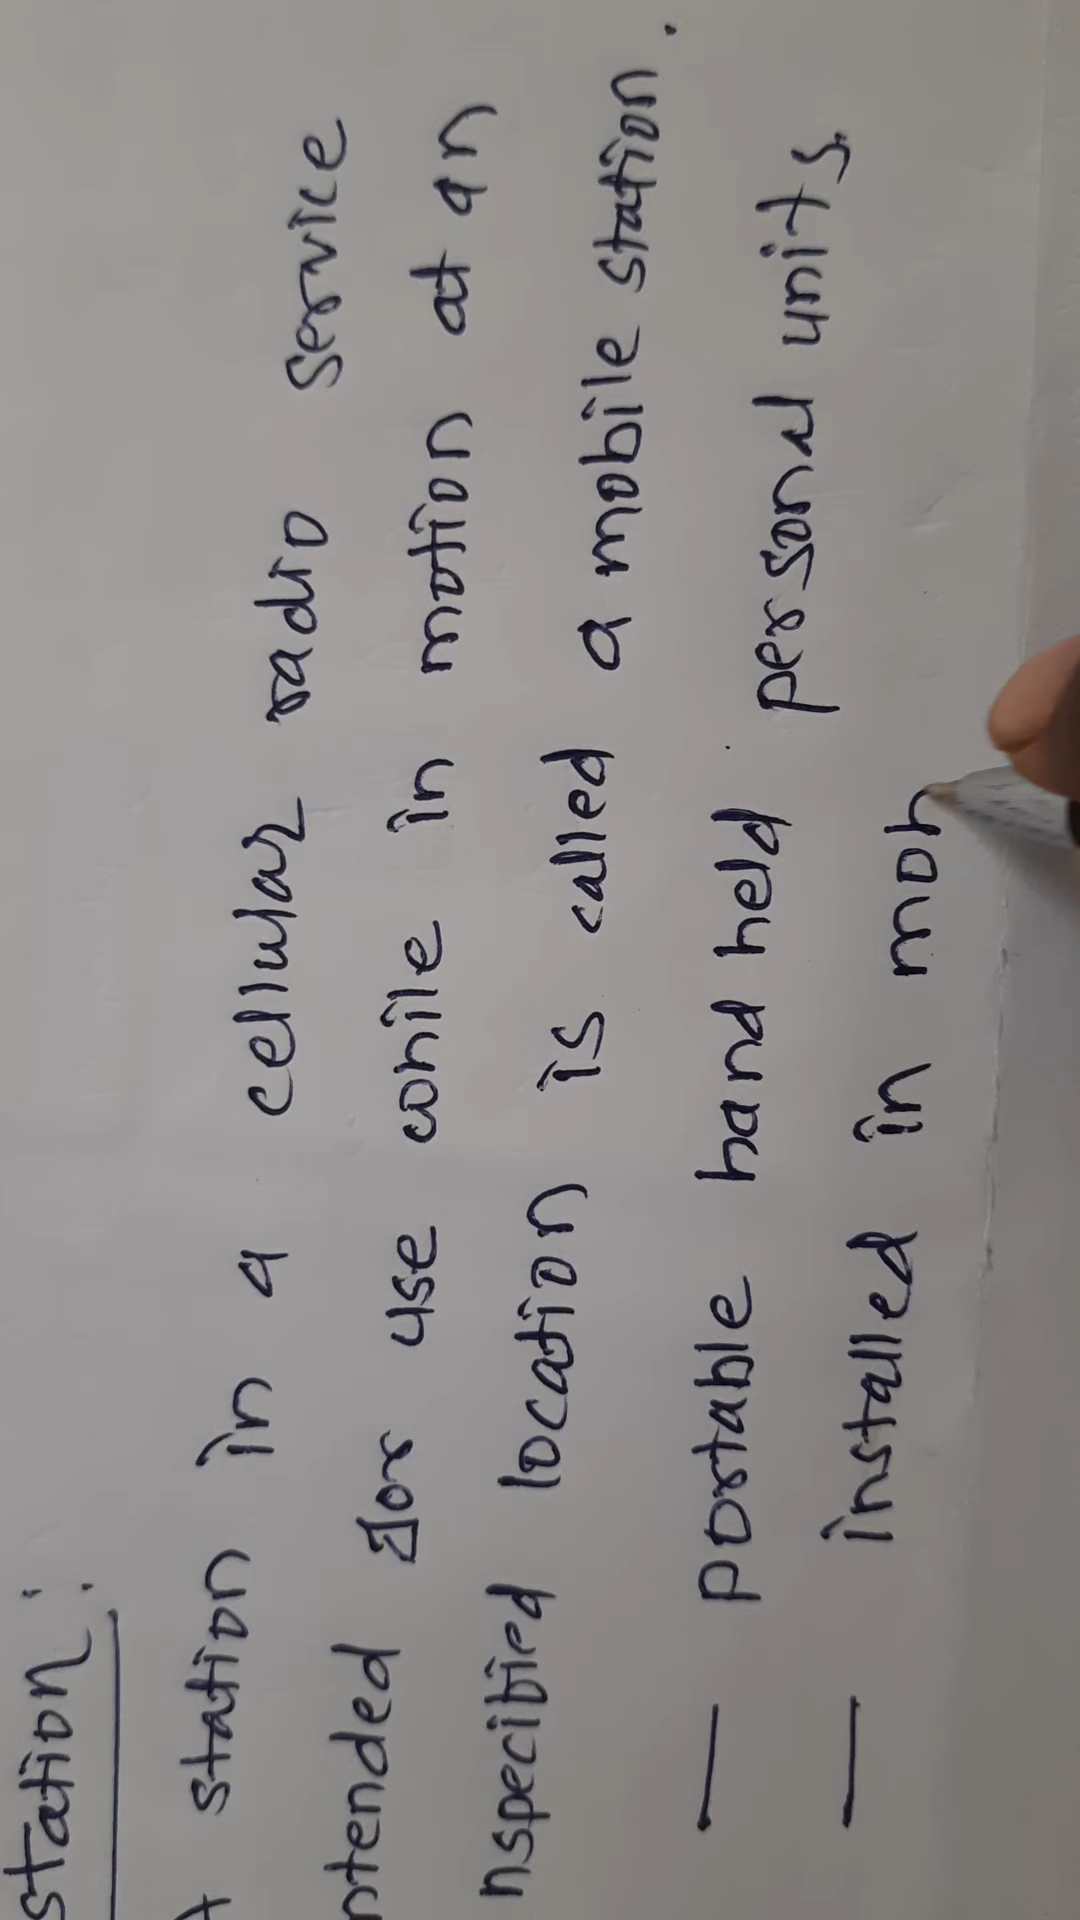 station :
A station in a cellular radio service
ntended for use while in motion at an
nspecified location is called a mobile station.
— portable hand held personal units,
— installed in mob